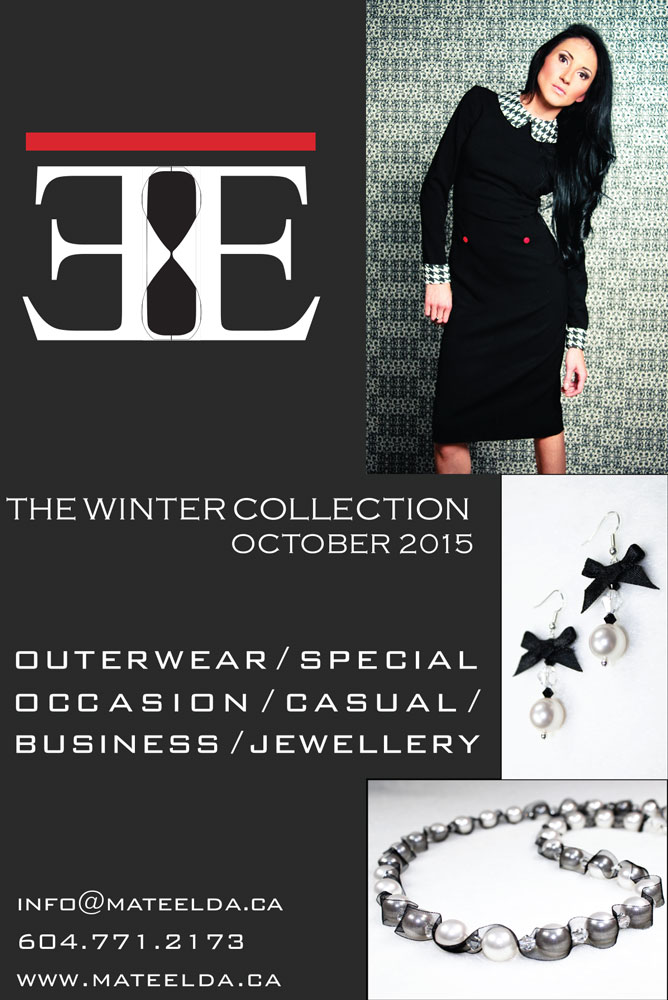 EE
THE WINTER COLLECTION
OCTOBER 2015
OUTERWEAR / SPECIAL
OCCASION / CASUAL /
BUSINESS / JEWELLERY
INFO@MATEELDA.CA
604.771.2173
WWW.MATEELDA.CA